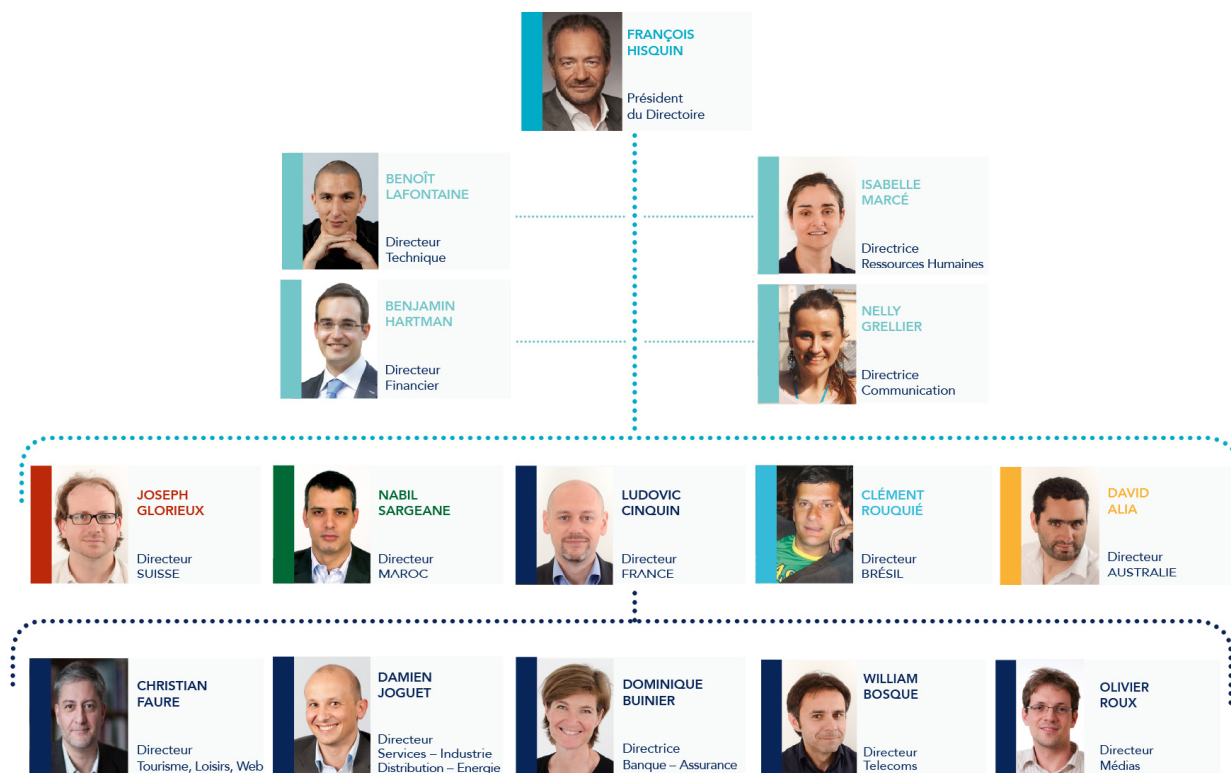 FRANÇOIS
HISQUIN
Président
du Directoire
BENOÎT
LAFONTAINE
Directeur
Technique
ISABELLE
MARCÉ
Directrice
Ressources Humaines
BENJAMIN
HARTMAN
Directeur
Financier
NELLY
GRELLIER
Directrice
Communication
JOSEPH
GLORIEUX
Directeur
SUISSE
NABIL
SARGEANE
Directeur
MAROC
LUDOVIC
CINQUIN
Directeur
FRANCE
CLÉMENT
ROUQUIÉ
Directeur
BRÉSIL
DAVID
ALIA
Directeur
AUSTRALIE
CHRISTIAN
FAURE
Directeur
Tourisme, Loisirs, Web
DAMIEN
JOGUET
Directeur
Services – Industrie
Distribution – Energie
DOMINIQUE
BUINIER
Directrice
Banque – Assurance
WILLIAM
BOSQUE
Directeur
Telecoms
OLIVIER
ROUX
Directeur
Médias